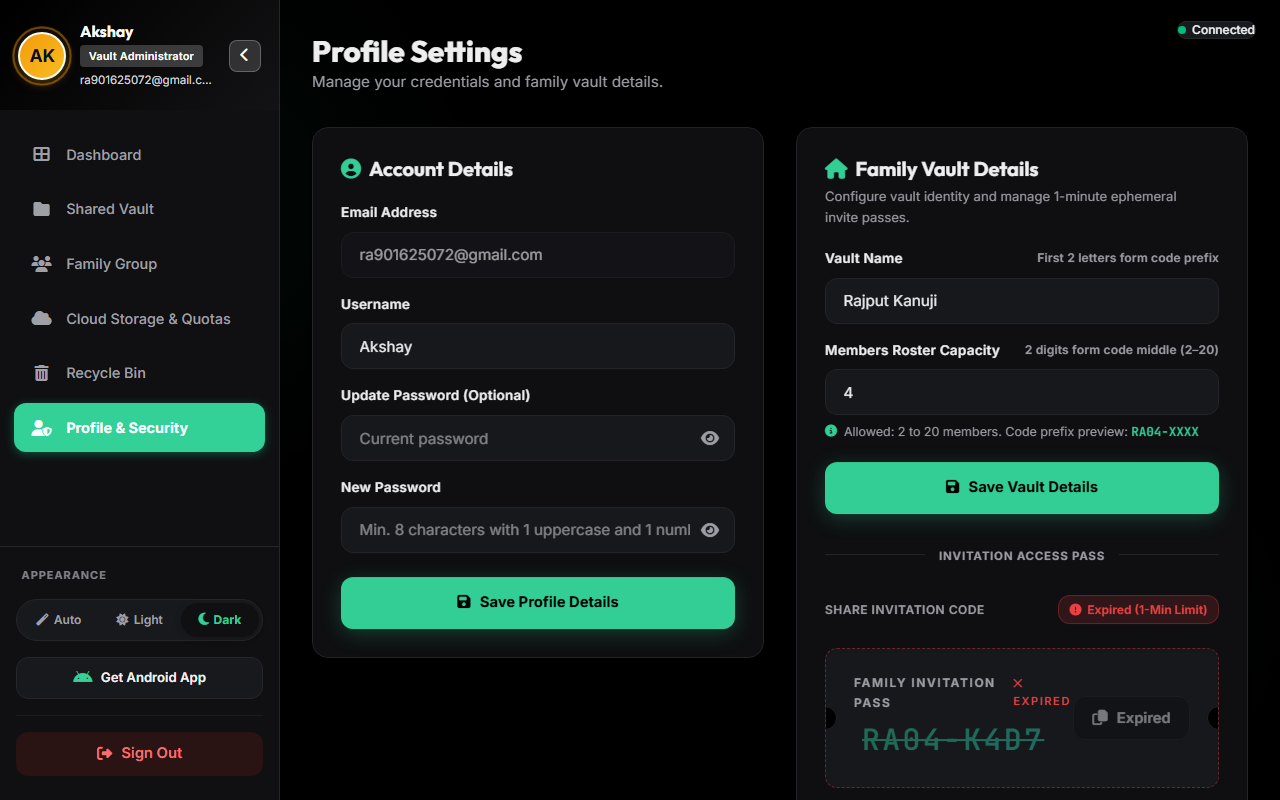 AK
Akshay
Vault Administrator
ra901625072@gmail.c...
Dashboard
Shared Vault
Family Group
Cloud Storage & Quotas
Recycle Bin
Profile & Security
APPEARANCE
Auto
Light
Dark
Get Android App
Sign Out
Connected
Profile Settings
Manage your credentials and family vault details.
Account Details
Email Address
ra901625072@gmail.com
Username
Akshay
Update Password (Optional)
Current password
New Password
Min. 8 characters with 1 uppercase and 1 numl
Save Profile Details
Family Vault Details
Configure vault identity and manage 1-minute ephemeral
invite passes.
Vault Name
First 2 letters form code prefix
Rajput Kanuji
Members Roster Capacity
2 digits form code middle (2–20)
4
Allowed: 2 to 20 members. Code prefix preview: RA04-XXXX
Save Vault Details
INVITATION ACCESS PASS
SHARE INVITATION CODE
Expired (1-Min Limit)
FAMILY INVITATION
PASS
EXPIRED
RA04-K4D7
Expired